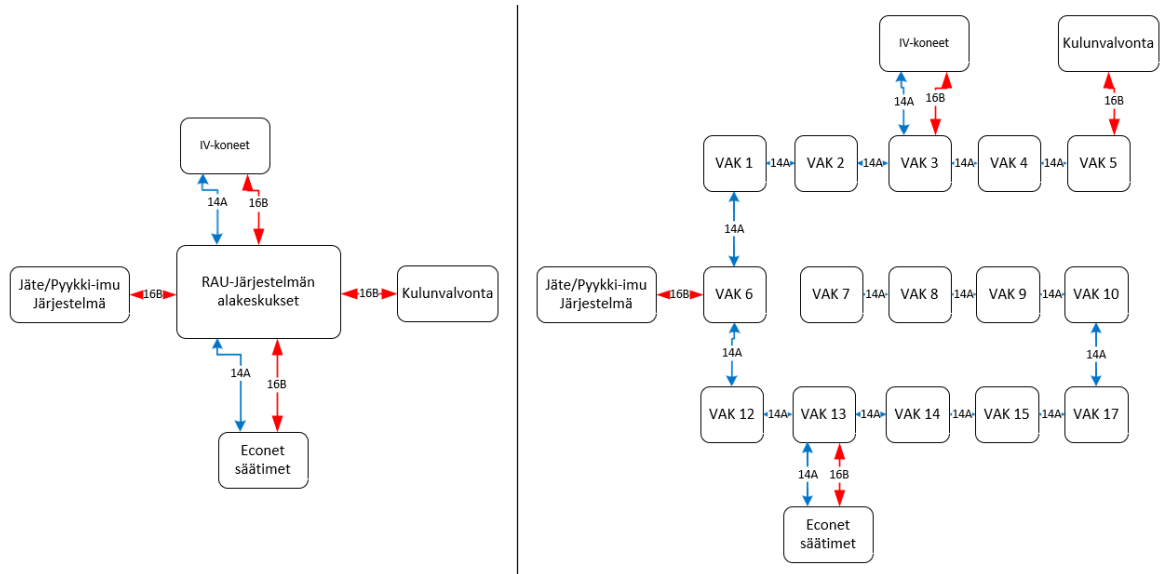 IV-koneet
14A
16B
Jäte/Pyykki-imu
Järjestelmä
16B
RAU-Järjestelmän
alakeskukset
16B
Kulunvalvonta
14A
16B
Econet
säätimet
IV-koneet
Kulunvalvonta
14A
16B
16B
VAK 1
14A
VAK 2
14A
VAK 3
14A
VAK 4
14A
VAK 5
14A
Jäte/Pyykki-imu
Järjestelmä
16B
VAK 6
VAK 7
14A
VAK 8
14A
VAK 9
14A
VAK 10
14A
14A
VAK 12
14A
VAK 13
14A
VAK 14
14A
VAK 15
14A
VAK 17
14A
16B
Econet
säätimet